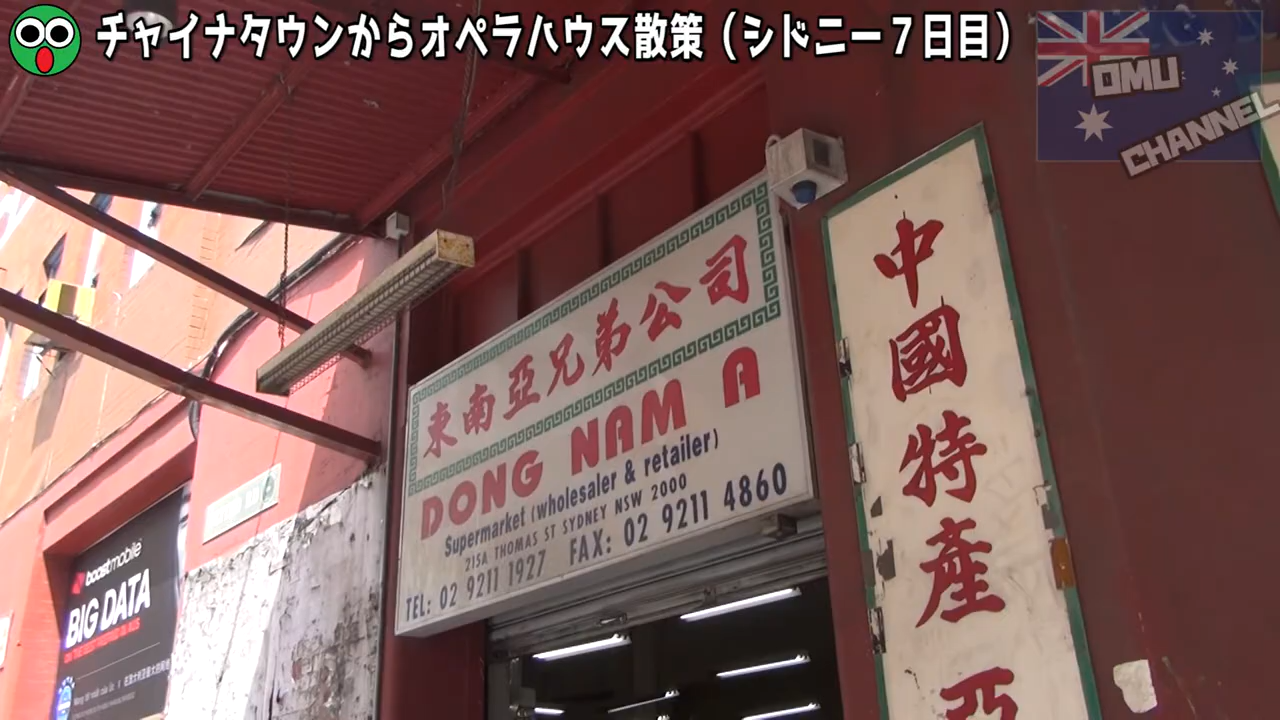 チャイナタウンからオペラハウス散策（シドニー７日目）
OMU
CHANNEL
東南亞兄弟公司
DONG NAM A
Supermarket (wholesaler & retailer)
215A THOMAS ST SYDNEY NSW 2000
TEL: 02 9211 1927 FAX: 02 9211 4860
中國特產亞
boostmobile
BIG DATA